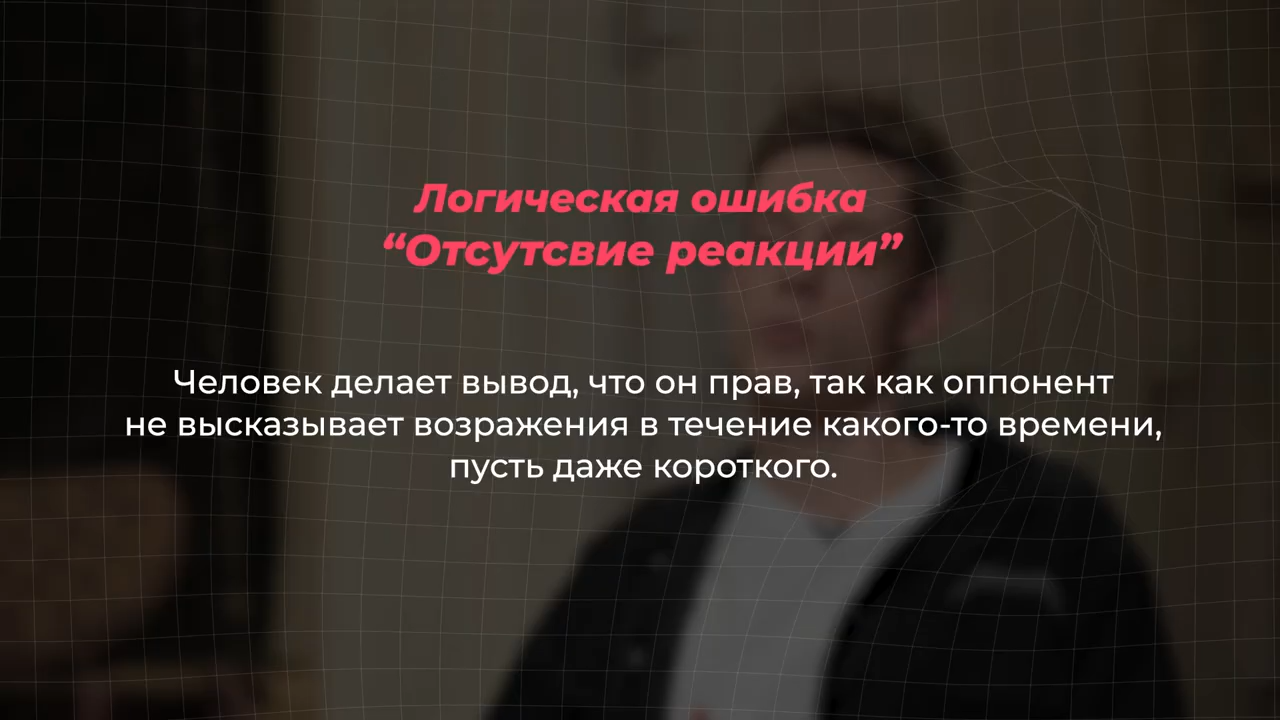 Логическая ошибка
“Отсутсвие реакции”
Человек делает вывод, что он прав, так как оппонент
не высказывает возражения в течение какого-то времени,
пусть даже короткого.